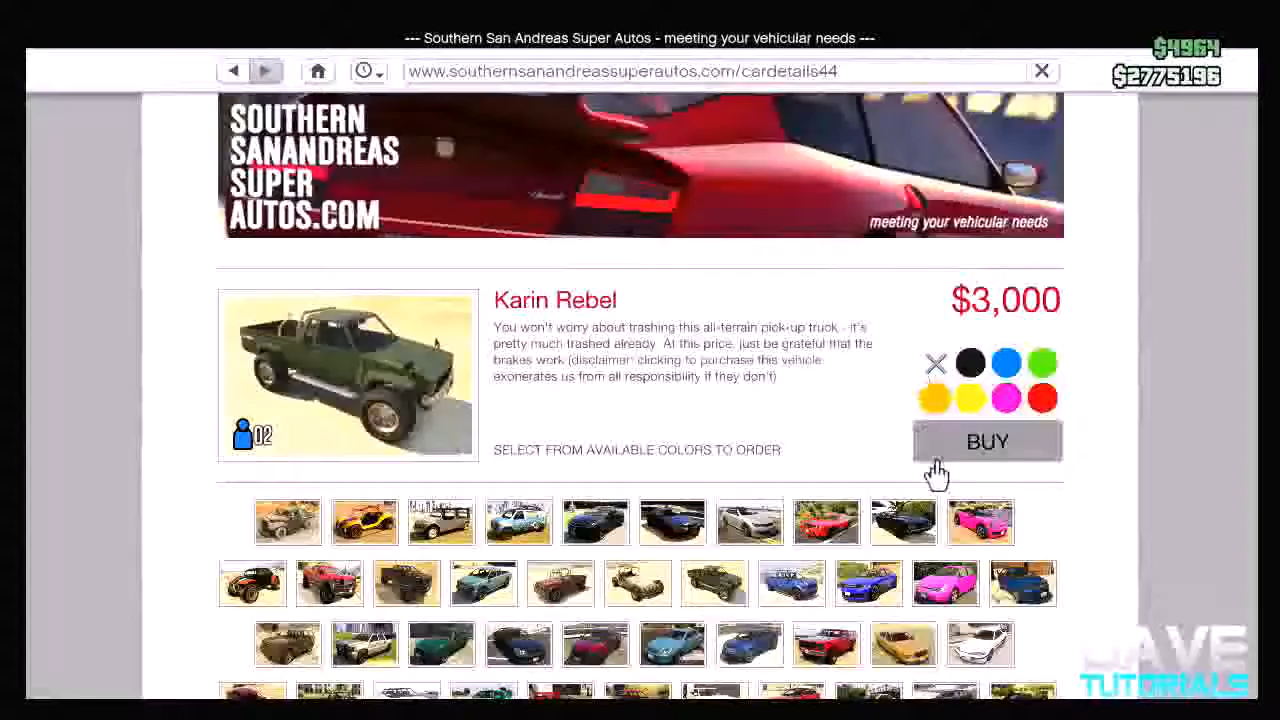 --- Southern San Andreas Super Autos - meeting your vehicular needs ---
$4964
$2775196
www.southernsanandreassuperautos.com/cardetails44
SOUTHERN
SANANDREAS
SUPER
AUTOS.COM
meeting your vehicular needs
Karin Rebel
$3,000
You won't worry about trashing this all-terrain pick-up truck - it's
pretty much trashed already. At this price, just be grateful that the
brakes work (disclaimer: clicking to purchase this vehicle
exonerates us from all responsibility if they don't)
02
SELECT FROM AVAILABLE COLORS TO ORDER
BUY
TUTORIALS